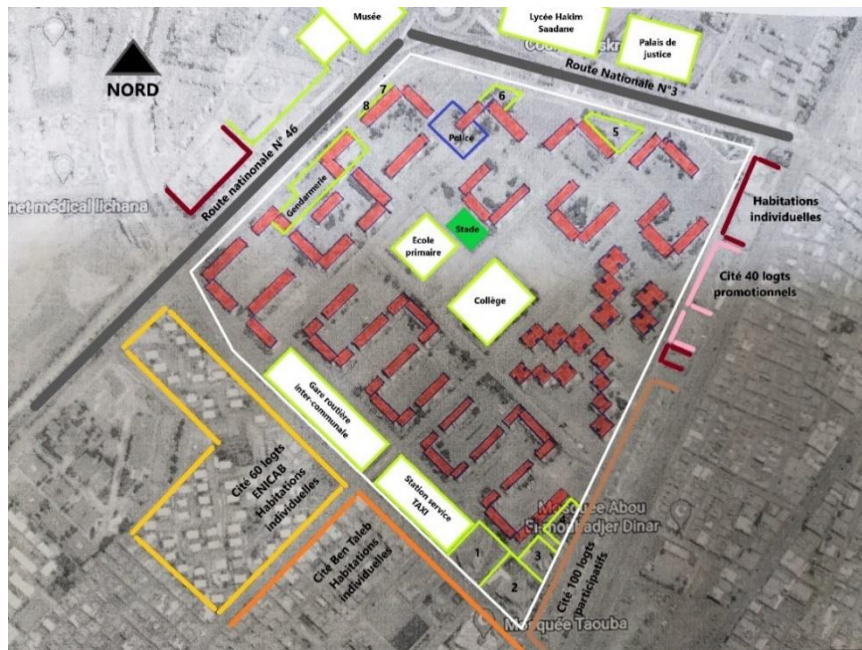 Musée
Lycée Hakim
Saadane
Palais de
justice
Route Nationale N°3
NORD
7
8
6
5
Police
Route natinonale N° 46
net médical lichana
Gendarmerie
Stade
Ecole
primaire
Collège
Habitations
individuelles
Cité 40 logts
promotionnels
Gare routière
inter-communale
Cité 60 logts
ENICAB
Habitations
individuelles
Station service
TAXI
Cité Ben Taleb
Habitations
individuelles
Mosquée Abou
adjer Dinar
1
3
2
Cité 100 logts
participatifs
Mosquée Taouba